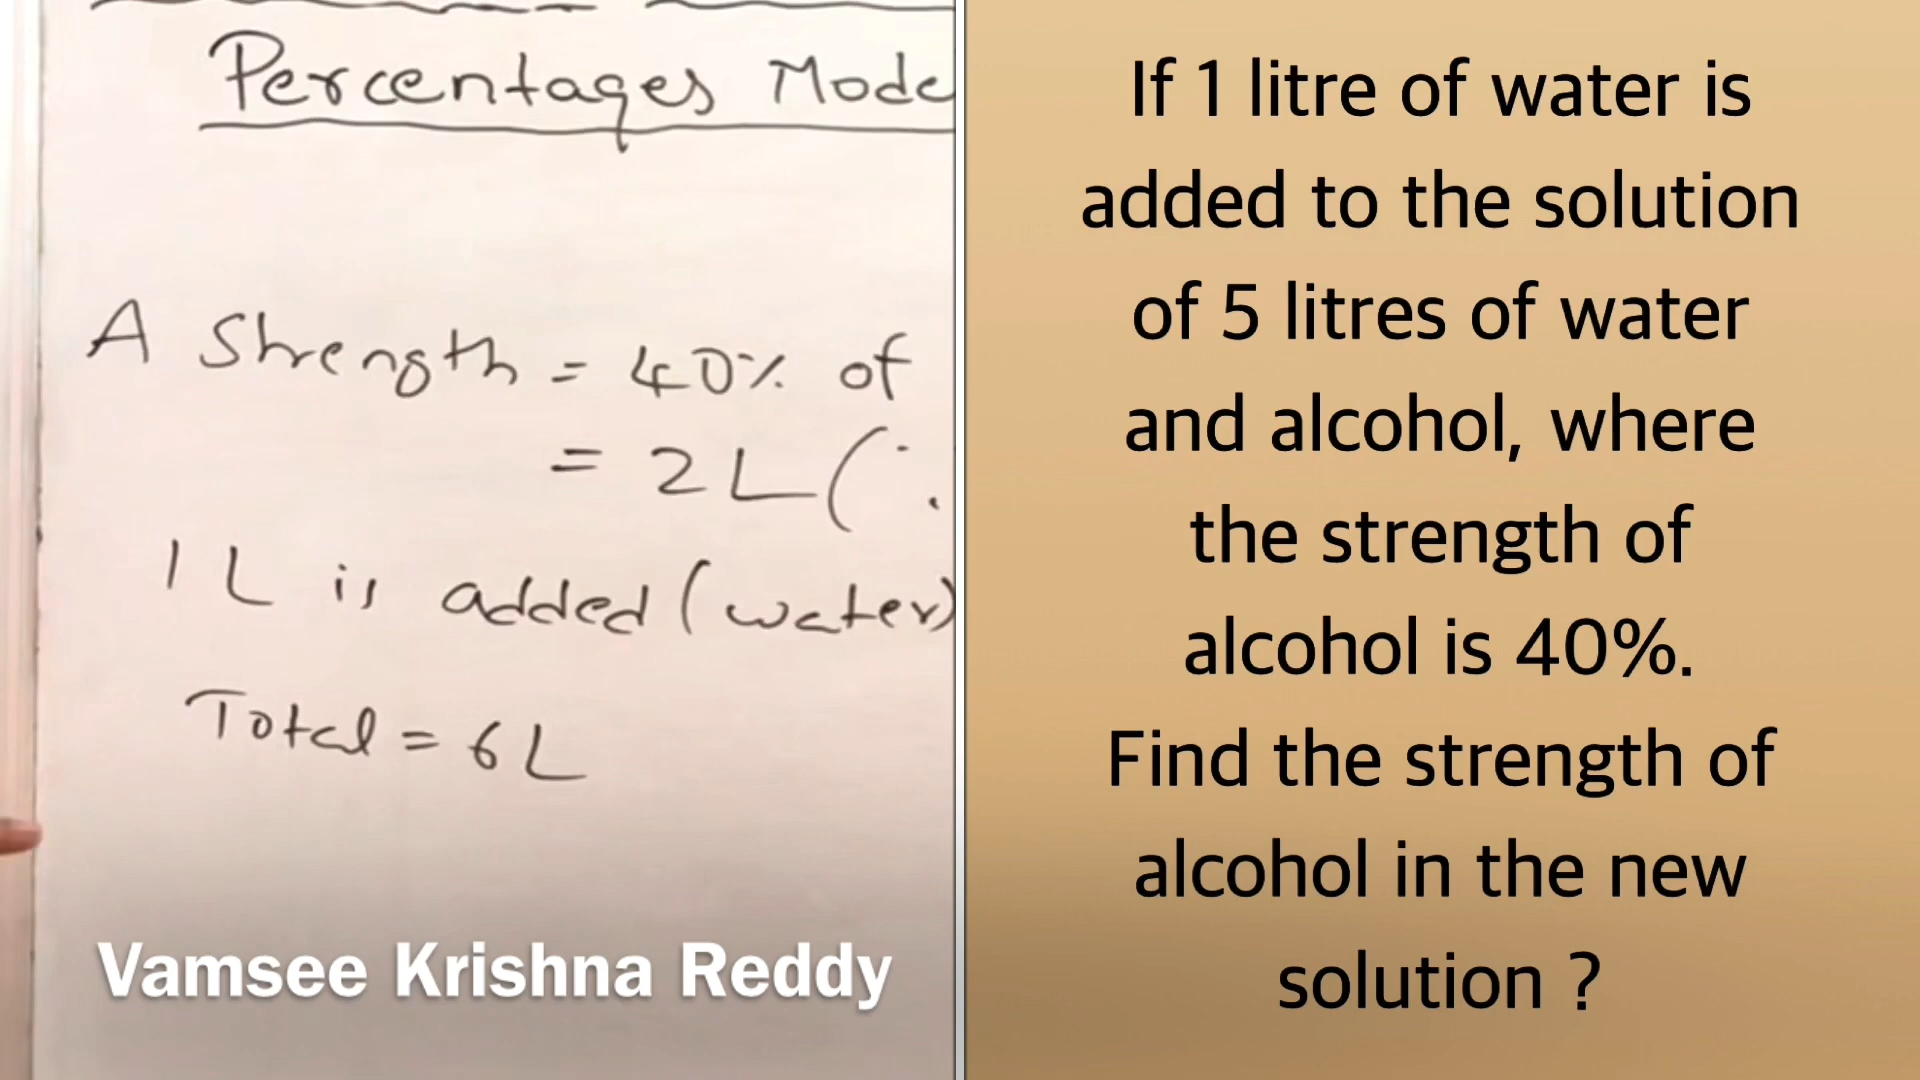 Percentages Mode
A Strength = 40% of
= 2L (∵
1 L is added (water)
Total = 6L
Vamsee Krishna Reddy
If 1 litre of water is
added to the solution
of 5 litres of water
and alcohol, where
the strength of
alcohol is 40%.
Find the strength of
alcohol in the new
solution ?